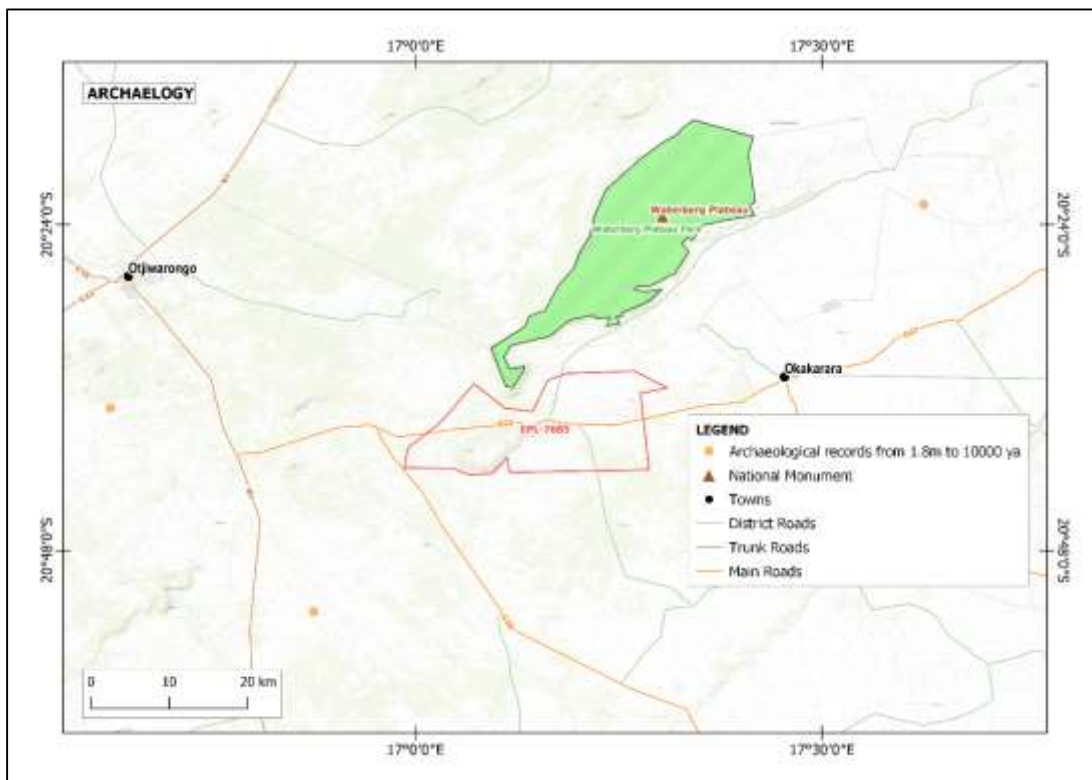 17°0'0"E
17°30'0"E
ARCHAELOGY
20°24'0"S
20°24'0"S
Waterberg Plateau
Waterberg Plateau Park
Otjiwarongo
Okakarara
EPL-7685
LEGEND
Archaeological records from 1.8m to 10000 ya
National Monument
Towns
District Roads
Trunk Roads
Main Roads
20°48'0"S
20°48'0"S
0 10 20 km
17°0'0"E
17°30'0"E